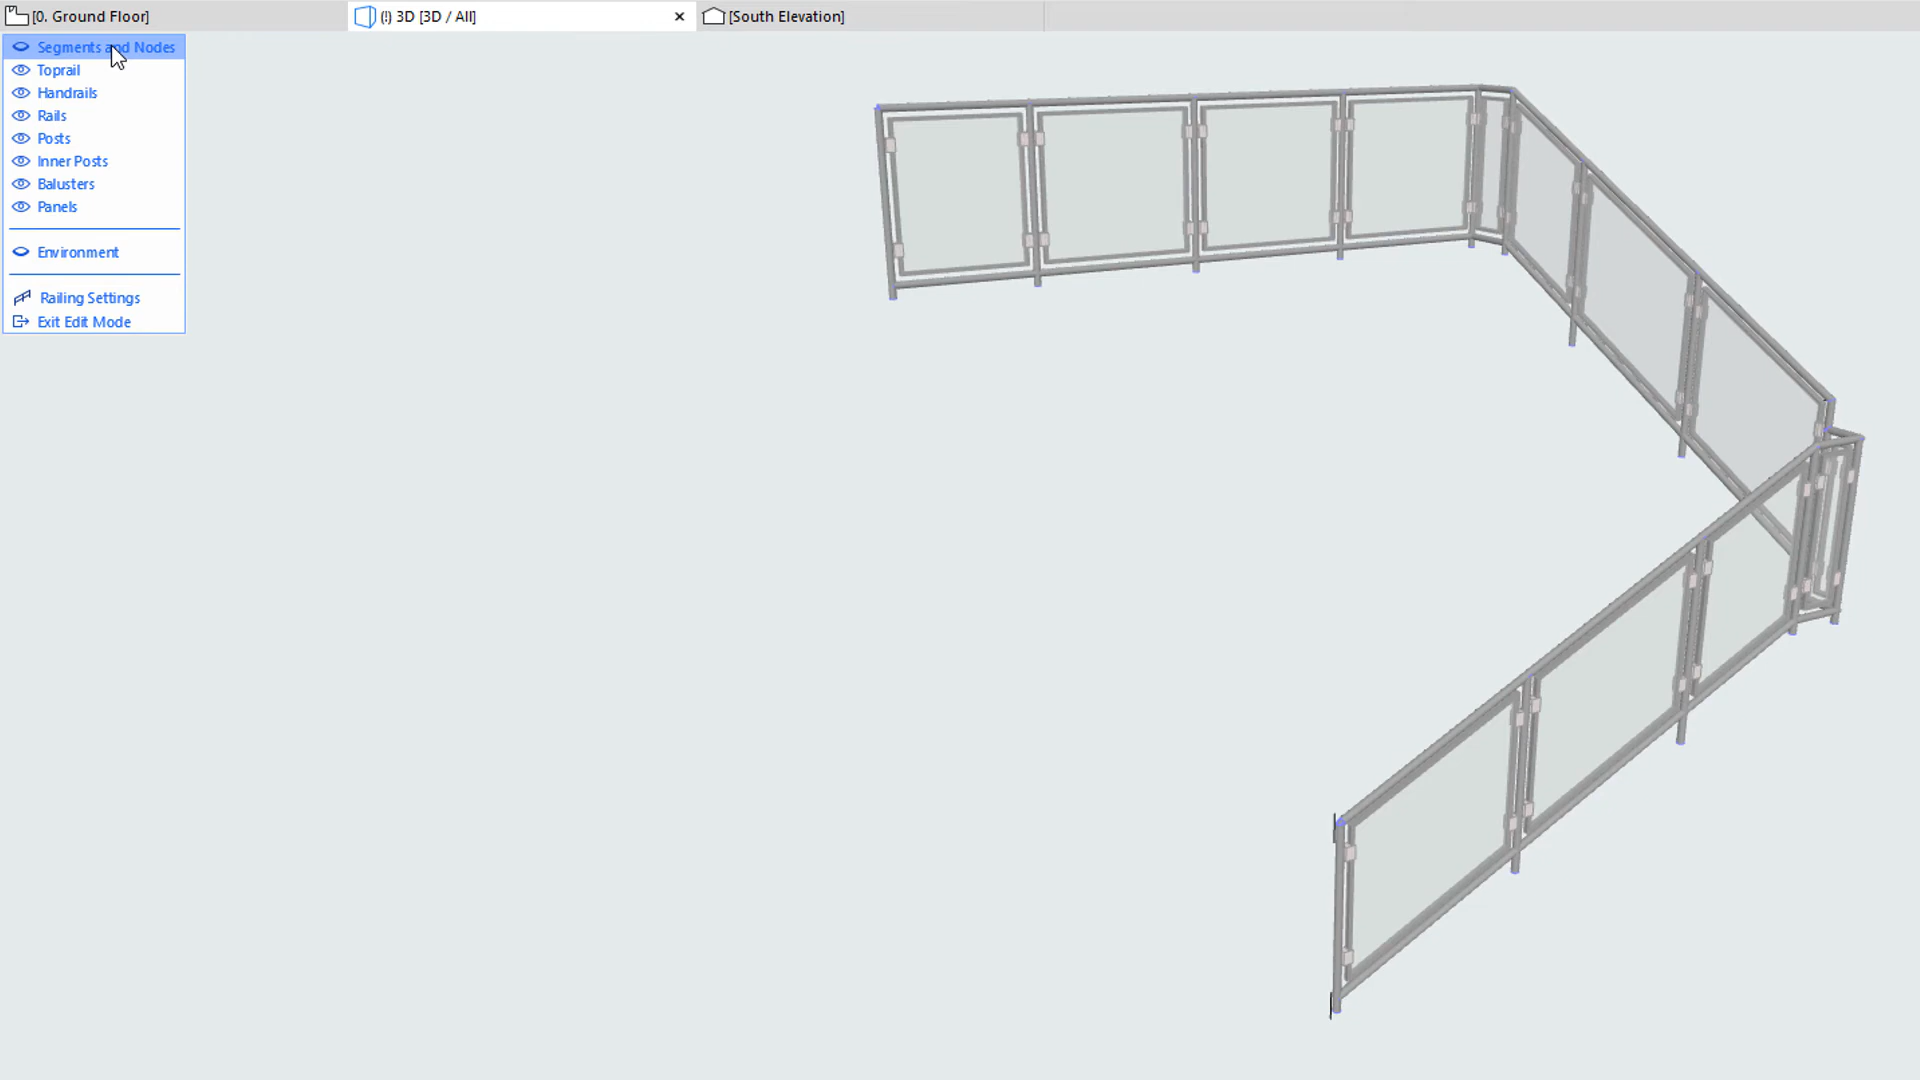 [0. Ground Floor]
(!) 3D [3D / All]
[South Elevation]
Segments and Nodes
Toprail
Handrails
Rails
Posts
Inner Posts
Balusters
Panels
Environment
Railing Settings
Exit Edit Mode